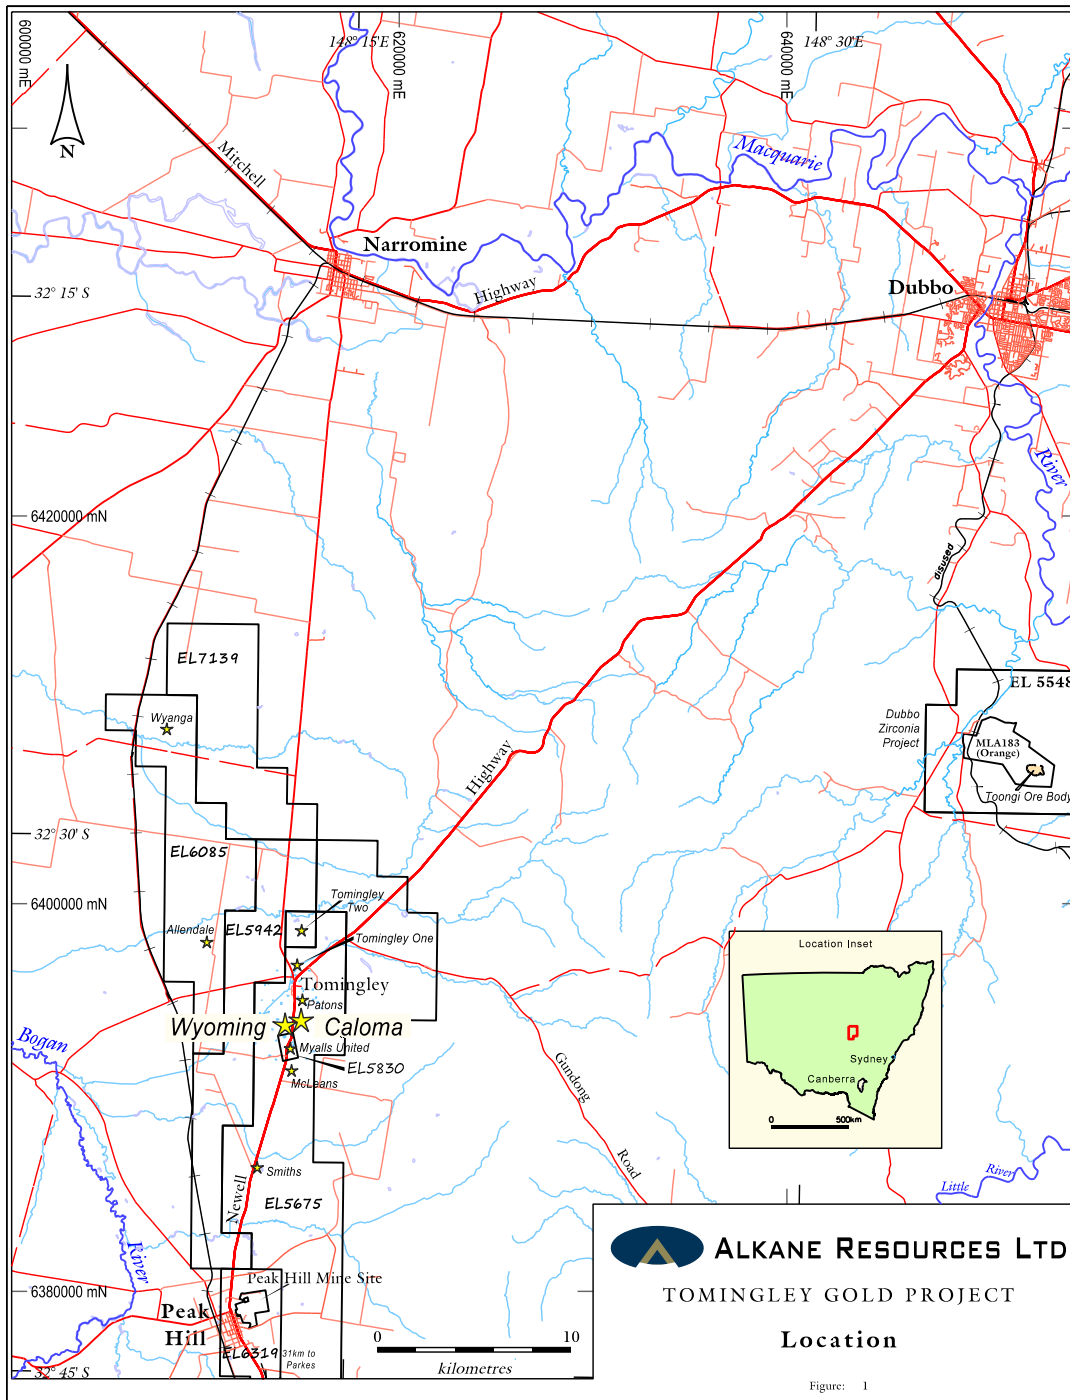 6000000 mE
148° 15'E
620000 mE
640000 mE
148° 30'E
N
Mitchell
Macquarie
Narromine
Highway
Dubbo
32° 15' S
River
6420000 mN
disused
EL7139
EL 5548
Wyanga
Dubbo
Zirconia
Project
MLA183
(Orange)
Highway
Toongi Ore Body
32° 30' S
EL6085
Tomingley
Two
6400000 mN
Allendale
EL5942
Tomingley One
Location Inset
Tomingley
Patons
Wyoming
Caloma
Bogan
Myalls United
EL5830
McLeans
Sydney
Canberra
0
500km
Gundong
Road
Smiths
Newell
EL5675
Little
River
River
Peak Hill Mine Site
6380000 mN
Peak
Hill
EL6319
31km to
Parkes
0
10
kilometres
32° 45' S
ALKANE RESOURCES LTD
TOMINGLEY GOLD PROJECT
Location
Figure: 1